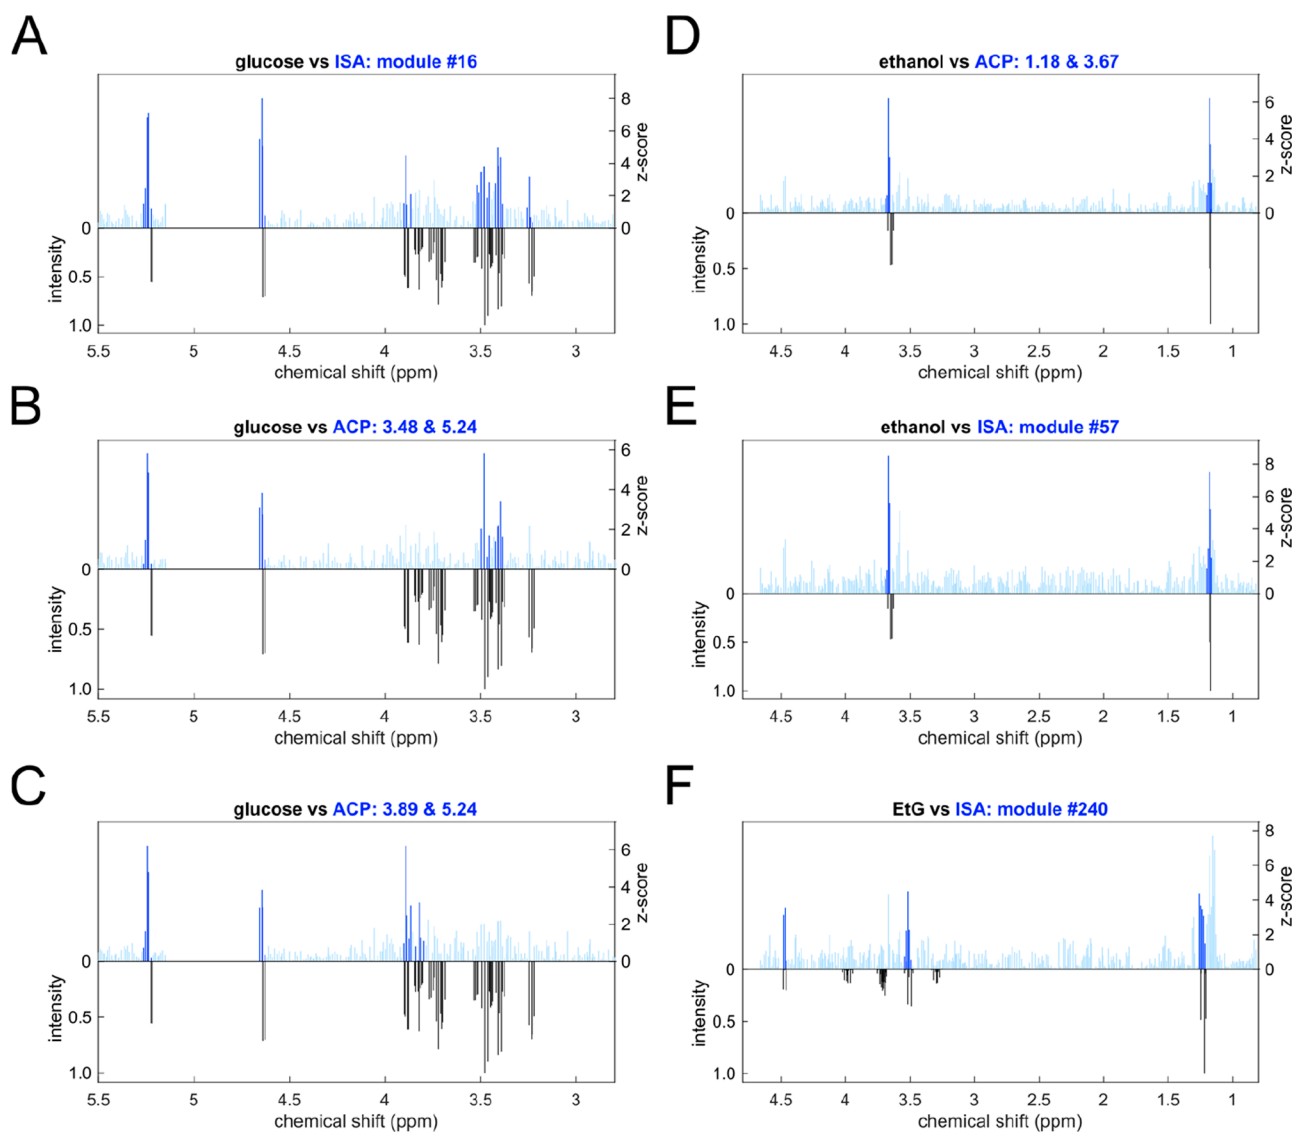 A
glucose vs ISA: module #16
8
6
4
2
0
z-score
0
0.5
1.0
intensity
5.5 5 4.5 4 3.5 3
chemical shift (ppm)
B
glucose vs ACP: 3.48 & 5.24
6
4
2
0
z-score
0
0.5
1.0
intensity
5.5 5 4.5 4 3.5 3
chemical shift (ppm)
C
glucose vs ACP: 3.89 & 5.24
6
4
2
0
z-score
0
0.5
1.0
intensity
5.5 5 4.5 4 3.5 3
chemical shift (ppm)
D
ethanol vs ACP: 1.18 & 3.67
6
4
2
0
z-score
0
0.5
1.0
intensity
4.5 4 3.5 3 2.5 2 1.5 1
chemical shift (ppm)
E
ethanol vs ISA: module #57
8
6
4
2
0
z-score
0
0.5
1.0
intensity
4.5 4 3.5 3 2.5 2 1.5 1
chemical shift (ppm)
F
EtG vs ISA: module #240
8
6
4
2
0
z-score
0
0.5
1.0
intensity
4.5 4 3.5 3 2.5 2 1.5 1
chemical shift (ppm)